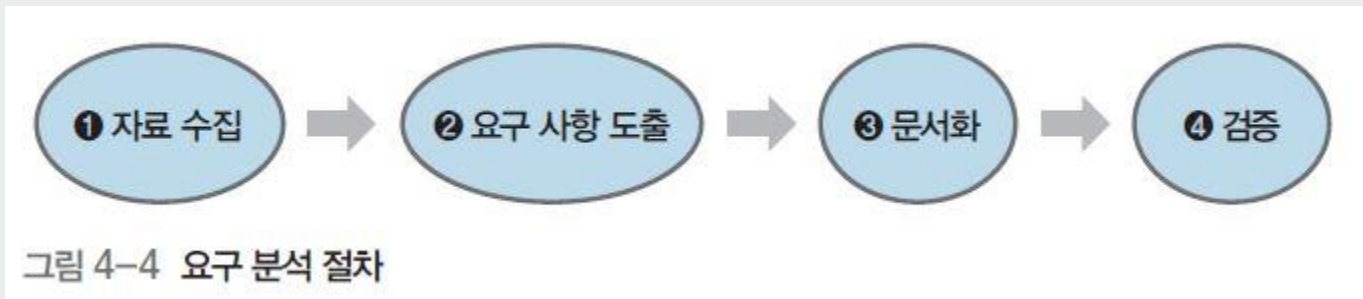 ❶ 자료 수집
❷ 요구 사항 도출
❸ 문서화
❹ 검증
그림 4-4 요구 분석 절차